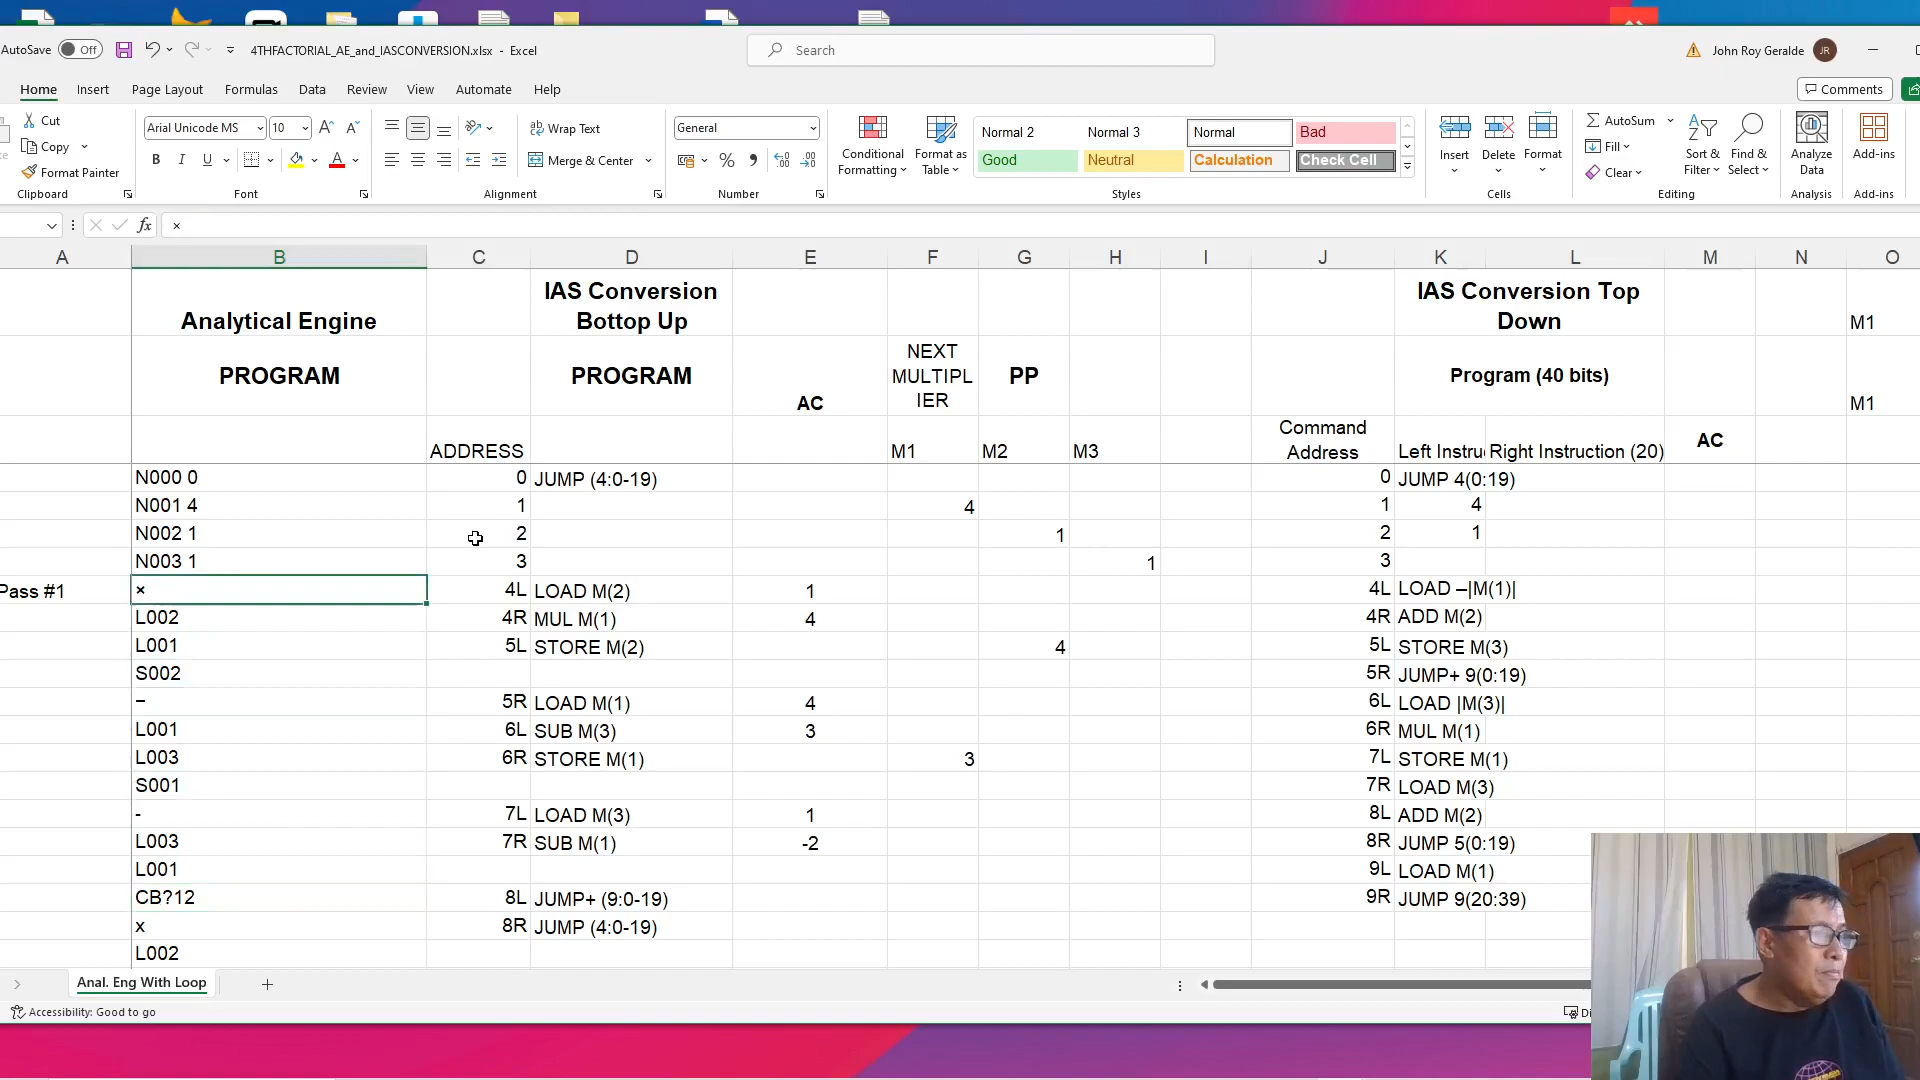 AutoSave Off 4THFACTORIAL_AE_and_IASCONVERSION.xlsx - Excel Search John Roy Geralde JR
Home Insert Page Layout Formulas Data Review View Automate Help Comments
Cut
Copy
Format Painter
Clipboard
Arial Unicode MS 10
B I U A
Font
Wrap Text
Merge & Center
Alignment
General
Number
Conditional Formatting
Format as Table
Normal 2 Normal 3 Normal Bad
Good Neutral Calculation Check Cell
Styles
Insert Delete Format
Cells
AutoSum
Fill
Clear
Sort & Filter
Find & Select
Editing
Analyze Data
Analysis
Add-ins
Add-ins
fx ×
A B C D E F G H I J K L M N O
Analytical Engine
IAS Conversion
Bottop Up
IAS Conversion Top
Down
M1
PROGRAM PROGRAM AC
NEXT
MULTIPL
IER
PP
Program (40 bits)
M1
ADDRESS M1 M2 M3
Command
Address
Left Instru Right Instruction (20) AC
N000 0 0 JUMP (4:0-19) 0 JUMP 4(0:19)
N001 4 1 4 1 4
N002 1 2 1 2 1
N003 1 3 1 3
Pass #1 × 4L LOAD M(2) 1 4L LOAD –|M(1)|
L002 4R MUL M(1) 4 4R ADD M(2)
L001 5L STORE M(2) 4 5L STORE M(3)
S002 5R JUMP+ 9(0:19)
– 5R LOAD M(1) 4 6L LOAD |M(3)|
L001 6L SUB M(3) 3 6R MUL M(1)
L003 6R STORE M(1) 3 7L STORE M(1)
S001 7R LOAD M(3)
- 7L LOAD M(3) 1 8L ADD M(2)
L003 7R SUB M(1) -2 8R JUMP 5(0:19)
L001 9L LOAD M(1)
CB?12 8L JUMP+ (9:0-19) 9R JUMP 9(20:39)
x 8R JUMP (4:0-19)
L002
Anal. Eng With Loop
Accessibility: Good to go